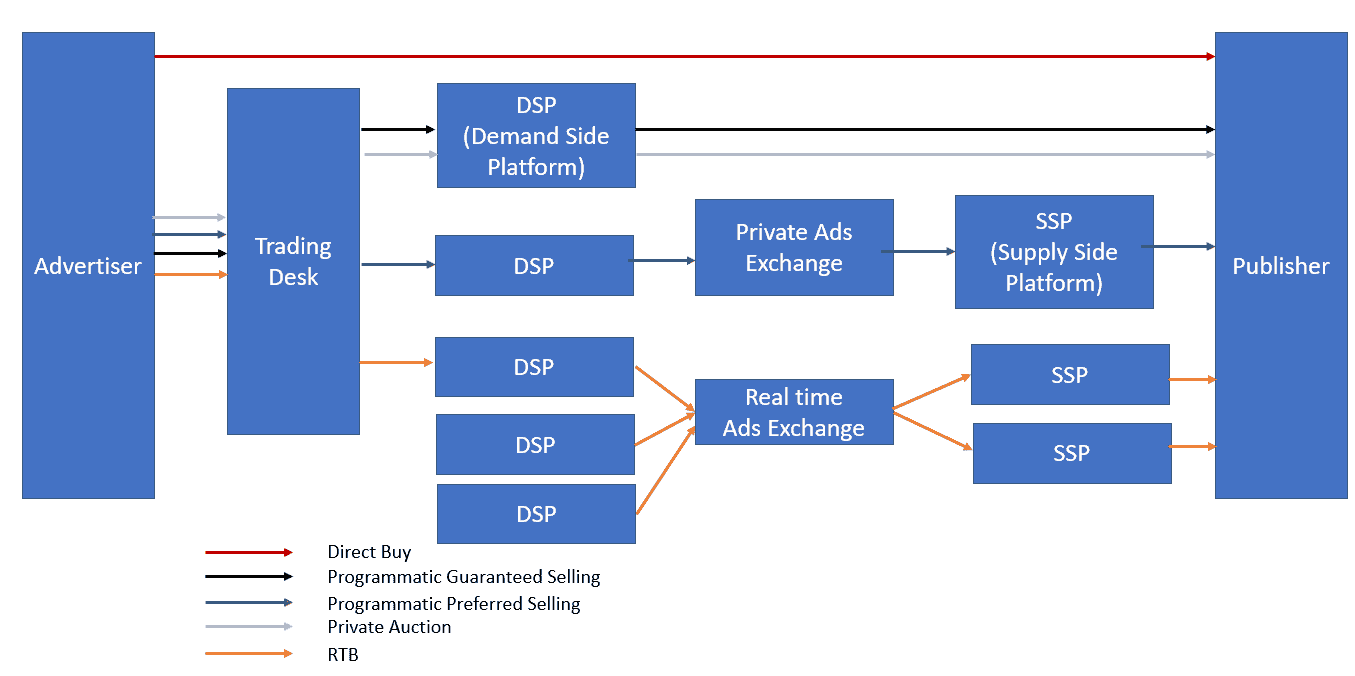 Advertiser
Trading
Desk
DSP
(Demand Side
Platform)
DSP
Private Ads
Exchange
SSP
(Supply Side
Platform)
Publisher
DSP
DSP
DSP
Real time
Ads Exchange
SSP
SSP
Direct Buy
Programmatic Guaranteed Selling
Programmatic Preferred Selling
Private Auction
RTB